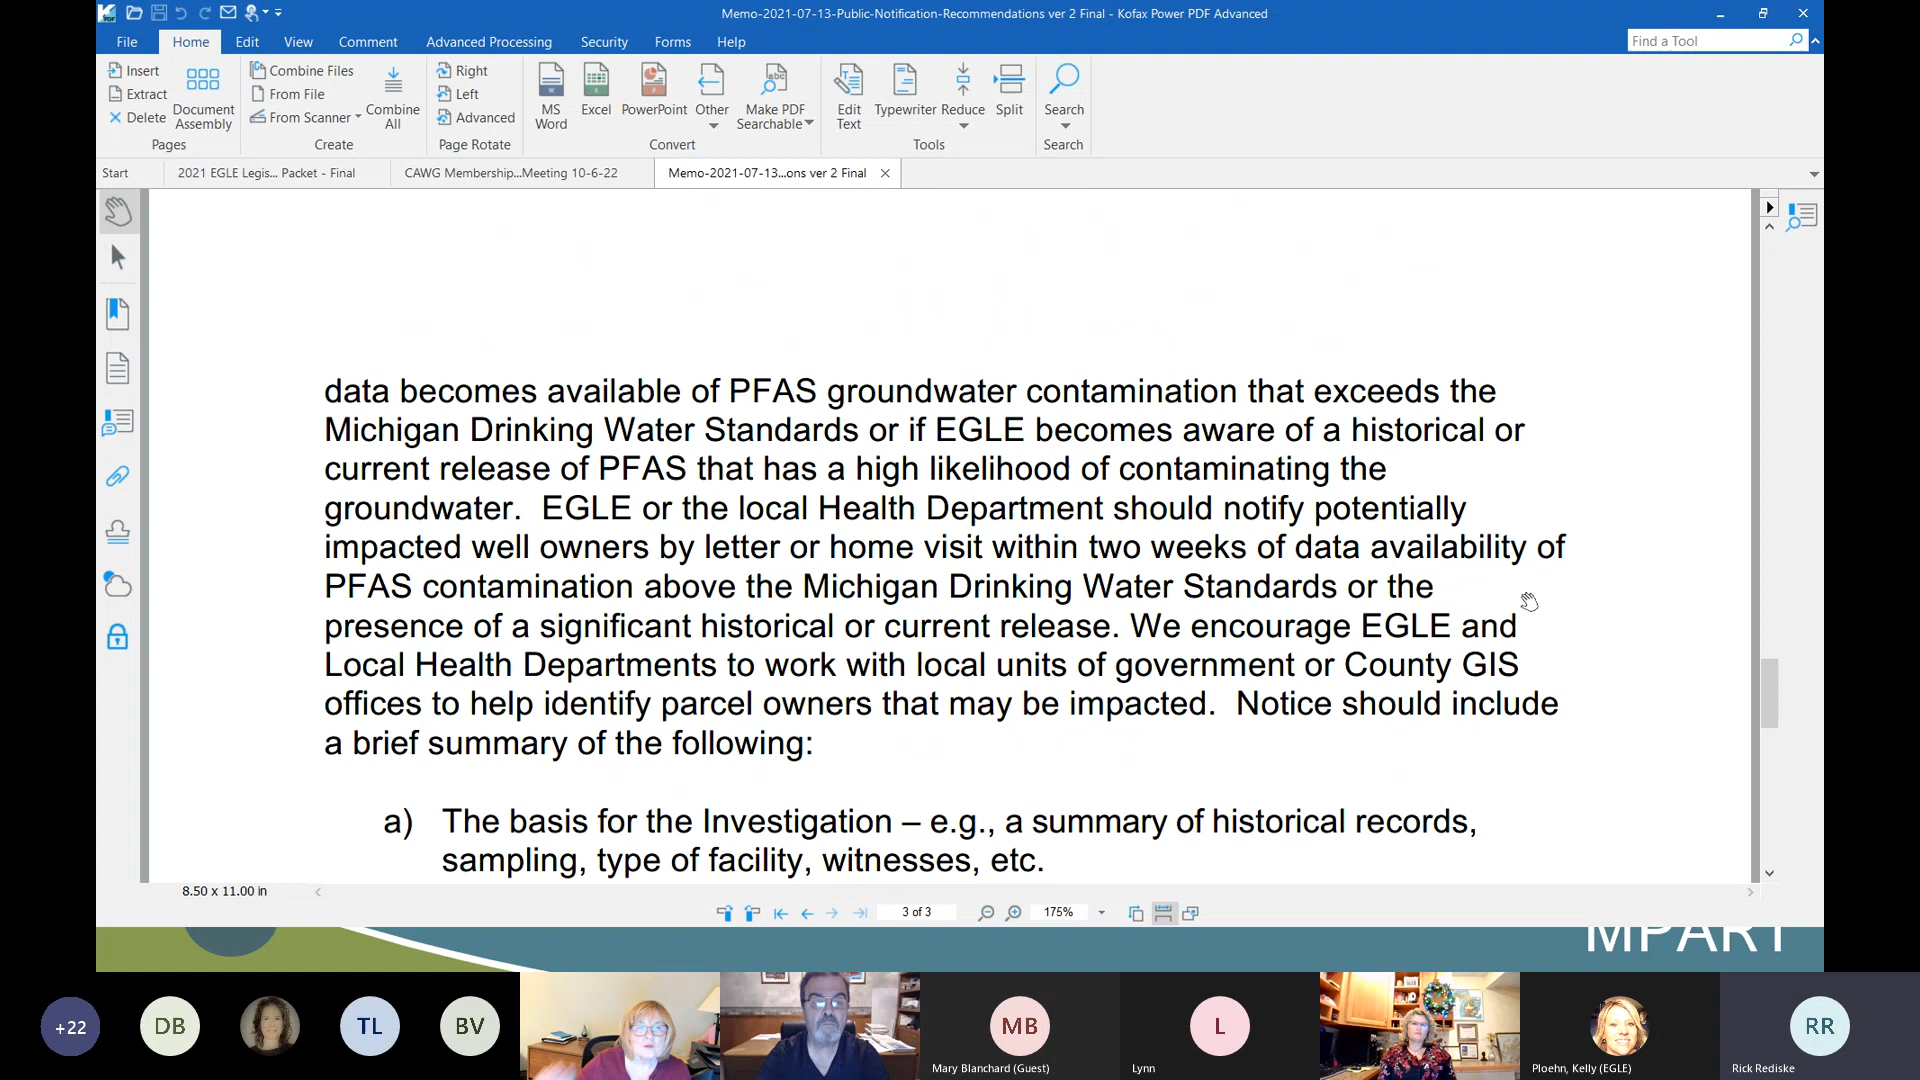 Memo-2021-07-13-Public-Notification-Recommendations ver 2 Final - Kofax Power PDF Advanced
File Home Edit View Comment Advanced Processing Security Forms Help
Find a Tool
Insert
Extract
Delete
Document Assembly
Pages
Combine Files
From File
From Scanner
Combine All
Create
Right
Left
Advanced
Page Rotate
MS Word
Excel
PowerPoint
Other
Make PDF Searchable
Convert
Edit Text
Typewriter
Reduce
Split
Tools
Search
Search
Start
2021 EGLE Legis... Packet - Final
CAWG Membership...Meeting 10-6-22
Memo-2021-07-13...ons ver 2 Final
data becomes available of PFAS groundwater contamination that exceeds the
Michigan Drinking Water Standards or if EGLE becomes aware of a historical or
current release of PFAS that has a high likelihood of contaminating the
groundwater.  EGLE or the local Health Department should notify potentially
impacted well owners by letter or home visit within two weeks of data availability of
PFAS contamination above the Michigan Drinking Water Standards or the
presence of a significant historical or current release. We encourage EGLE and
Local Health Departments to work with local units of government or County GIS
offices to help identify parcel owners that may be impacted.  Notice should include
a brief summary of the following:
a) The basis for the Investigation – e.g., a summary of historical records,
sampling, type of facility, witnesses, etc.
8.50 x 11.00 in
3 of 3
175%
MPART
+22
DB
TL
BV
MB
Mary Blanchard (Guest)
L
Lynn
Ploehn, Kelly (EGLE)
RR
Rick Rediske